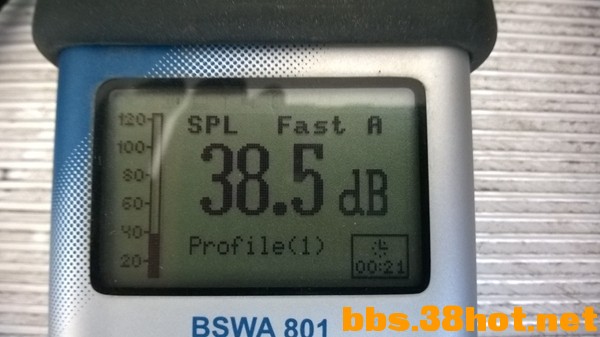 120
100
80
60
40
20
SPL Fast A
38.5 dB
Profile(1)
00:21
BSWA 801
bbs.38hot.net